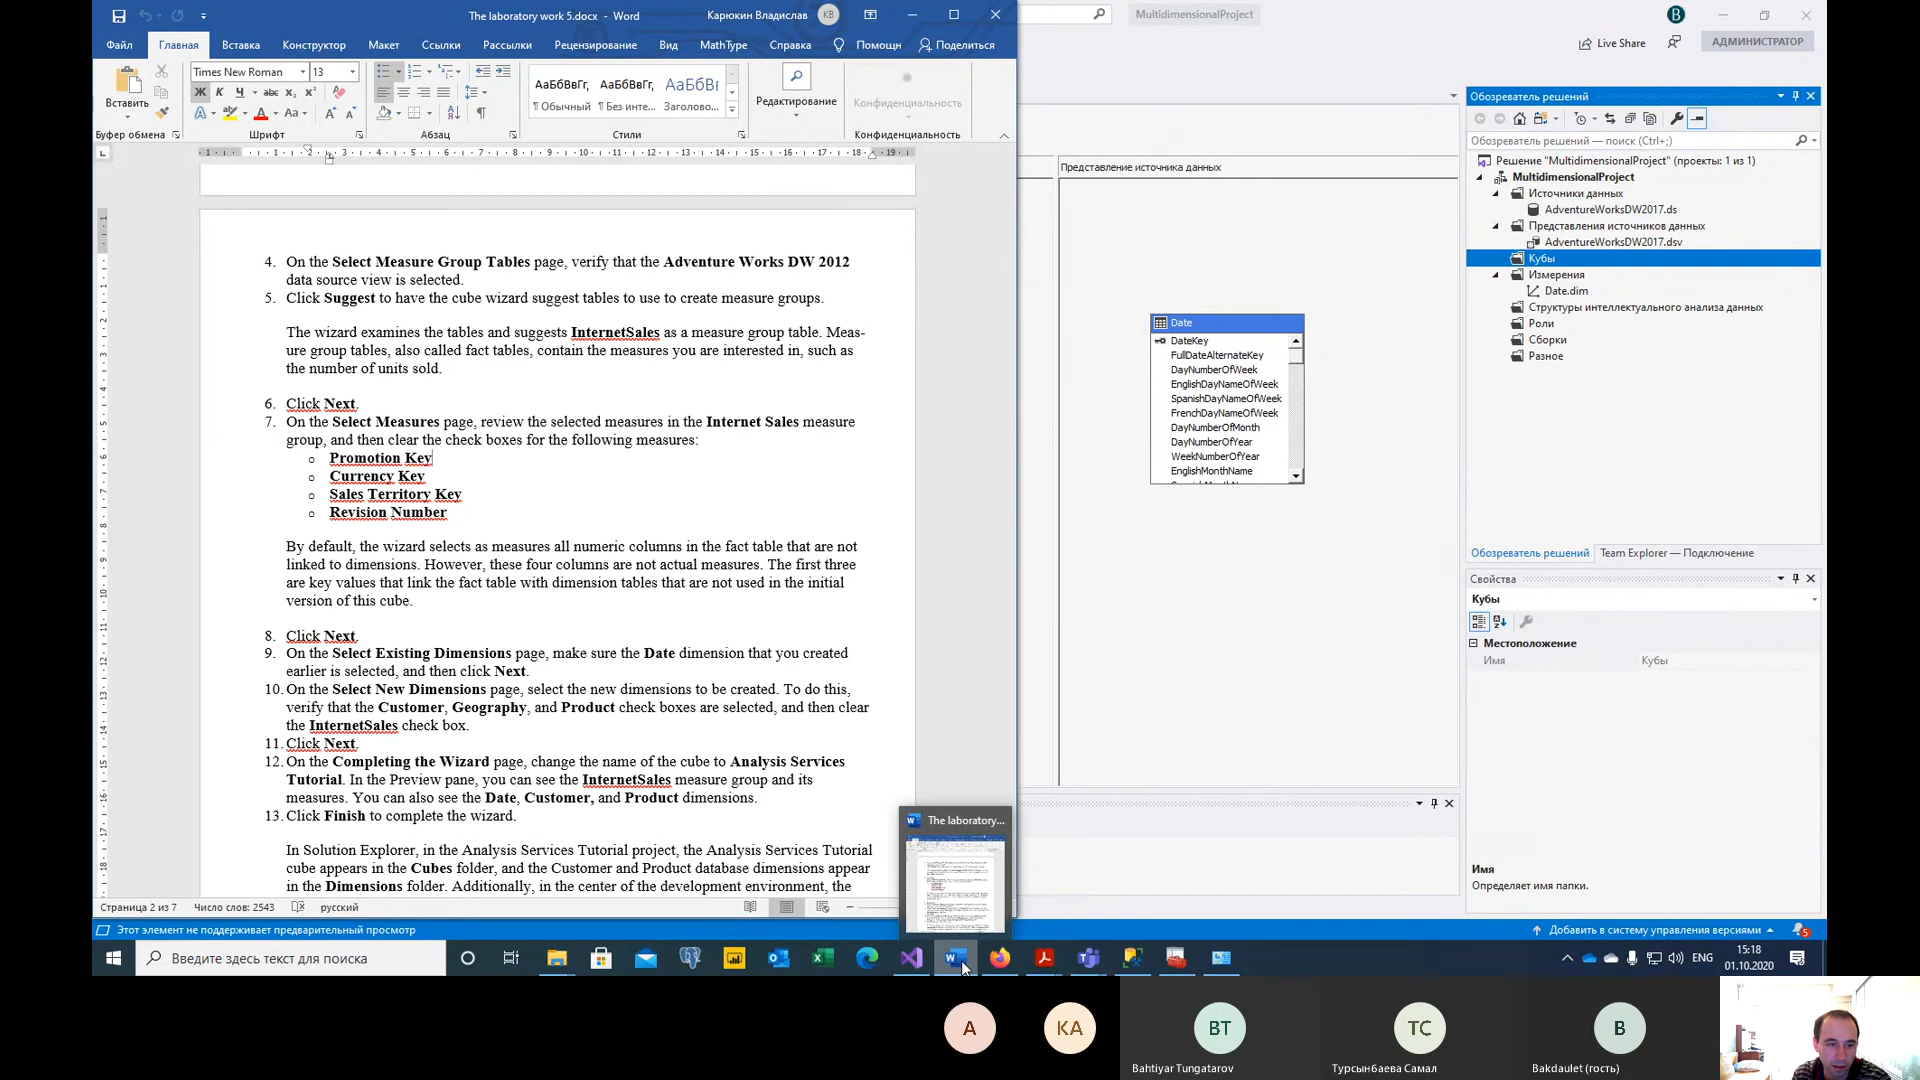 The laboratory work 5.docx - Word
Карюкин Владислав
КВ
MultidimensionalProject
B
Файл Главная Вставка Конструктор Макет Ссылки Рассылки Рецензирование Вид MathType Справка Помощн Поделиться
Live Share
АДМИНИСТРАТОР
Times New Roman 13
Вставить
Ж К Ч abc x₂ x²
АаБбВвГг, АаБбВвГг, АаБбВı
¶ Обычный ¶ Без инте... Заголово...
Редактирование
Конфиденциальность
Буфер обмена Шрифт Абзац Стили Конфиденциальность
4. On the Select Measure Group Tables page, verify that the Adventure Works DW 2012
data source view is selected.
5. Click Suggest to have the cube wizard suggest tables to use to create measure groups.
The wizard examines the tables and suggests InternetSales as a measure group table. Meas-
ure group tables, also called fact tables, contain the measures you are interested in, such as
the number of units sold.
6. Click Next.
7. On the Select Measures page, review the selected measures in the Internet Sales measure
group, and then clear the check boxes for the following measures:
o Promotion Key
o Currency Key
o Sales Territory Key
o Revision Number
By default, the wizard selects as measures all numeric columns in the fact table that are not
linked to dimensions. However, these four columns are not actual measures. The first three
are key values that link the fact table with dimension tables that are not used in the initial
version of this cube.
8. Click Next.
9. On the Select Existing Dimensions page, make sure the Date dimension that you created
earlier is selected, and then click Next.
10. On the Select New Dimensions page, select the new dimensions to be created. To do this,
verify that the Customer, Geography, and Product check boxes are selected, and then clear
the InternetSales check box.
11. Click Next.
12. On the Completing the Wizard page, change the name of the cube to Analysis Services
Tutorial. In the Preview pane, you can see the InternetSales measure group and its
measures. You can also see the Date, Customer, and Product dimensions.
13. Click Finish to complete the wizard.
In Solution Explorer, in the Analysis Services Tutorial project, the Analysis Services Tutorial
cube appears in the Cubes folder, and the Customer and Product database dimensions appear
in the Dimensions folder. Additionally, in the center of the development environment, the
The laboratory...
Страница 2 из 7 Число слов: 2543 русский
Представление источника данных
Date
DateKey
FullDateAlternateKey
DayNumberOfWeek
EnglishDayNameOfWeek
SpanishDayNameOfWeek
FrenchDayNameOfWeek
DayNumberOfMonth
DayNumberOfYear
WeekNumberOfYear
EnglishMonthName
Обозреватель решений
Обозреватель решений — поиск (Ctrl+;)
Решение "MultidimensionalProject" (проекты: 1 из 1)
MultidimensionalProject
Источники данных
AdventureWorksDW2017.ds
Представления источников данных
AdventureWorksDW2017.dsv
Кубы
Измерения
Date.dim
Структуры интеллектуального анализа данных
Роли
Сборки
Разное
Обозреватель решений Team Explorer — Подключение
Свойства
Кубы
Местоположение
Имя Кубы
Имя
Определяет имя папки.
Этот элемент не поддерживает предварительный просмотр
Добавить в систему управления версиями
5
Введите здесь текст для поиска
ENG
15:18
01.10.2020
A
KA
BT
Bahtiyar Tungatarov
TC
Турсынбаева Самал
B
Bakdaulet (гость)